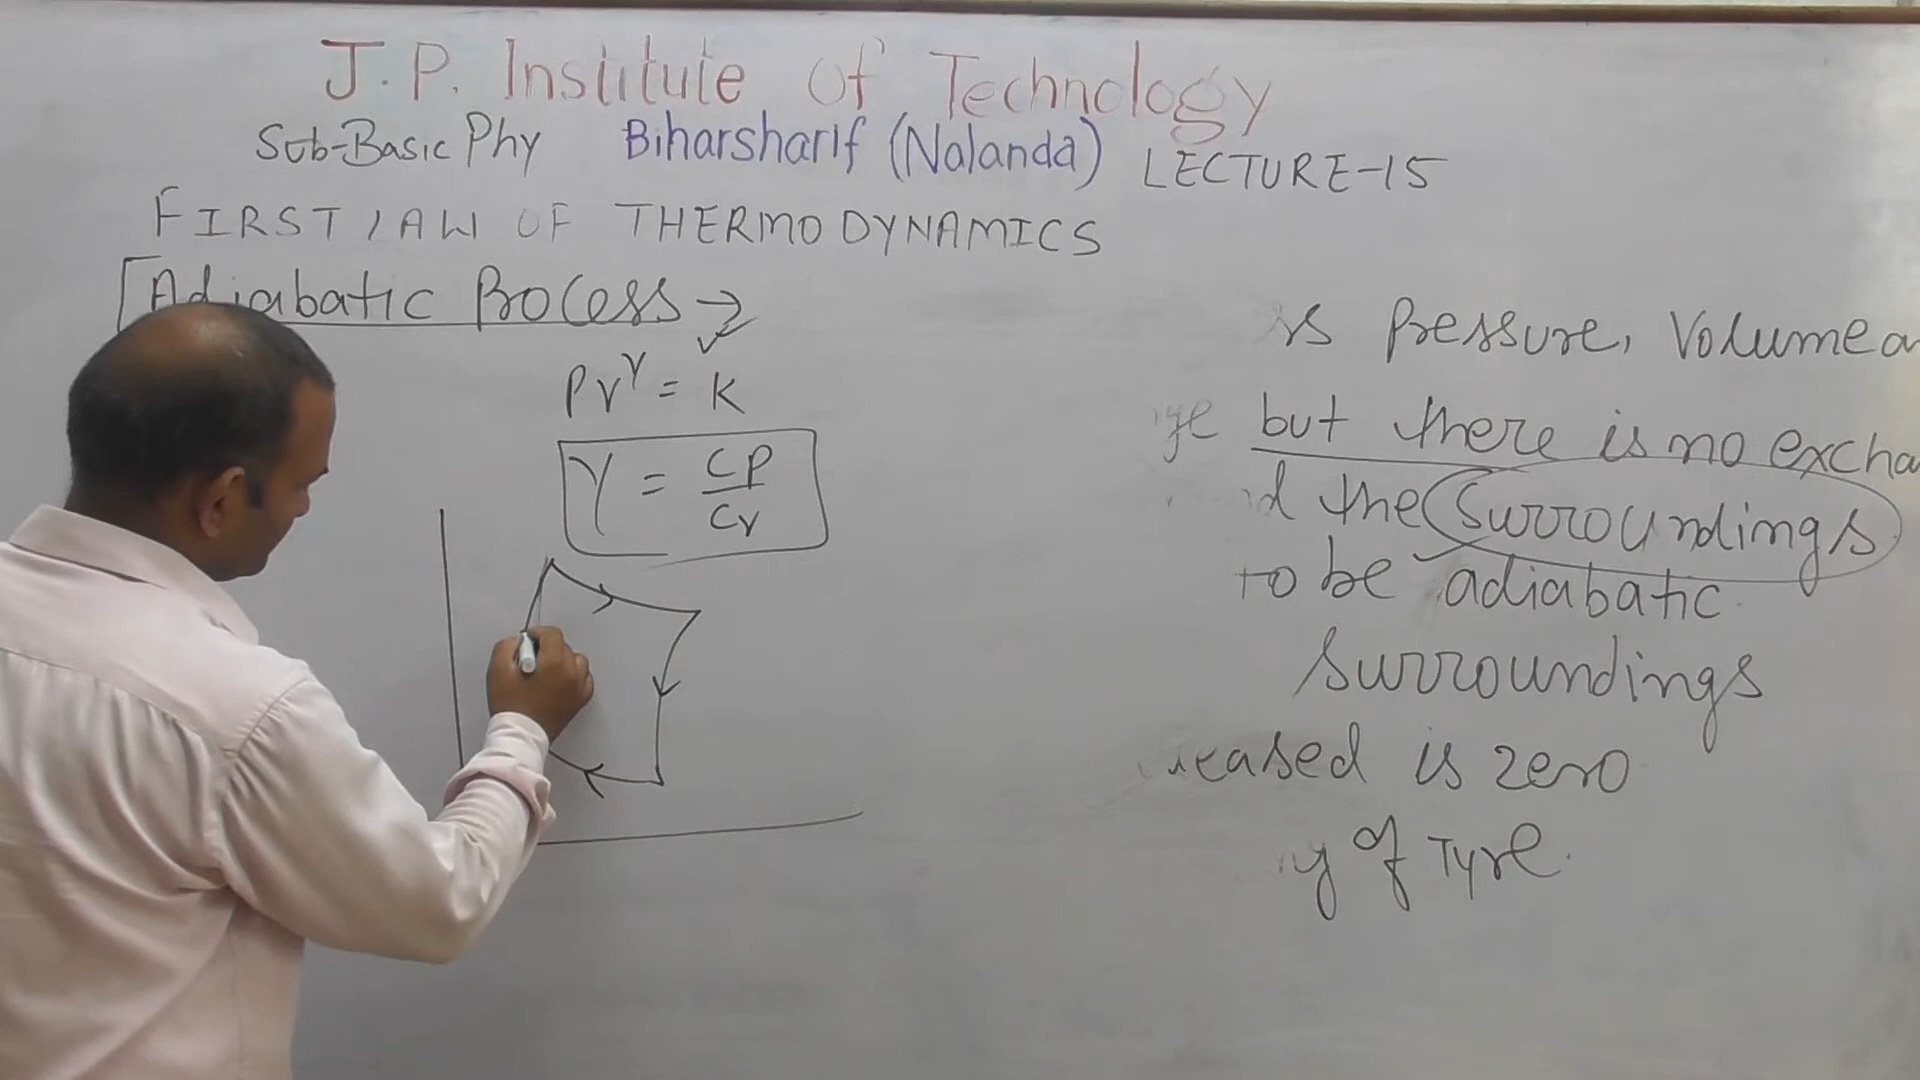 J.P. Institute Of Technology
Sub-Basic Phy Biharsharif (Nalanda) LECTURE-15
FIRST LAW OF THERMODYNAMICS
Adiabatic Process →
is Pressure, Volume a
PV^γ = K
but there is no excha
γ = CP/CV
the surroundings
to be adiabatic.
surroundings
is zero
of Tyre.